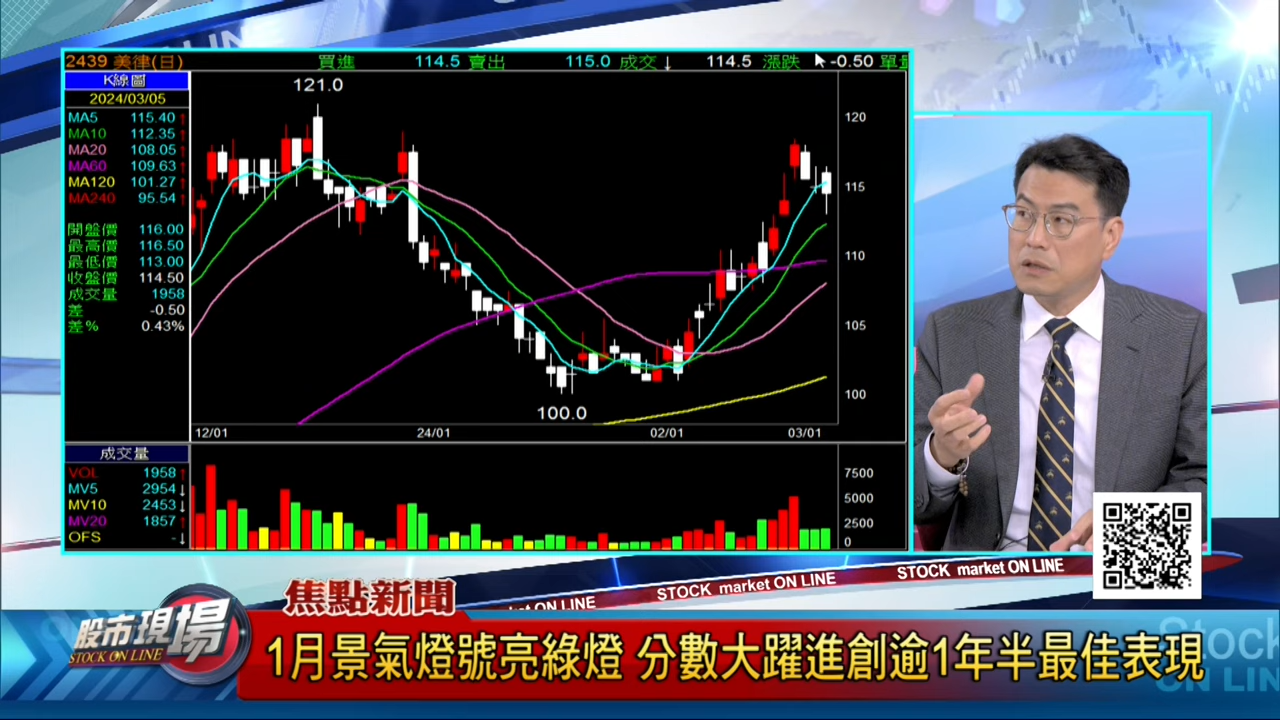 2439 美律(日) 買進 114.5 賣出 115.0 成交↓ 114.5 漲跌 -0.50 單量
K線圖
2024/03/05
MA5 115.40↑
MA10 112.35↑
MA20 108.05↑
MA60 109.63↑
MA120 101.27↑
MA240 95.54↑
開盤價 116.00
最高價 116.50
最低價 113.00
收盤價 114.50
成交量 1958
差 -0.50
差% 0.43%
121.0
100.0
120
115
110
105
100
12/01 24/01 02/01 03/01
成交量
VOL 1958↑
MV5 2954↓
MV10 2453↓
MV20 1857↑
OFS -↓
7500
5000
2500
0
STOCK market ON LINE
STOCK market ON LINE
焦點新聞
股市現場
STOCK ON LINE
1月景氣燈號亮綠燈 分數大躍進創逾1年半最佳表現
Stock
ON LIN